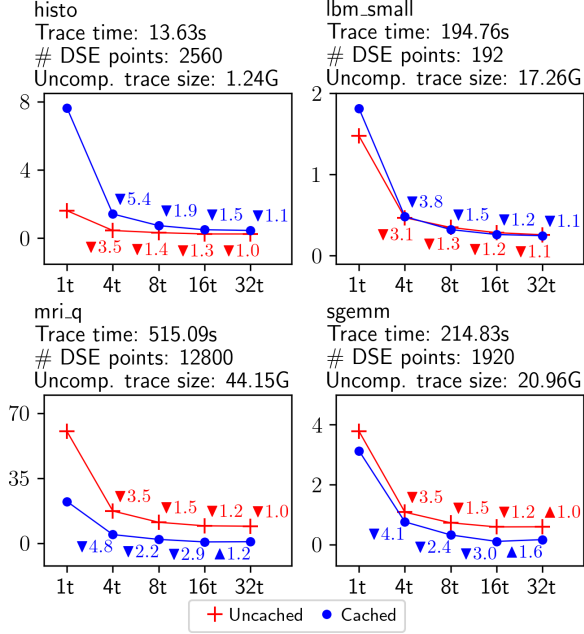 histo
Trace time: 13.63s
# DSE points: 2560
Uncomp. trace size: 1.24G
8
4
0
▼5.4
▼1.9
▼1.5
▼1.1
▼3.5
▼1.4
▼1.3
▼1.0
1t 4t 8t 16t 32t
lbm_small
Trace time: 194.76s
# DSE points: 192
Uncomp. trace size: 17.26G
2
1
0
▼3.8
▼1.5
▼1.2
▼1.1
▼3.1
▼1.3
▼1.2
▼1.1
1t 4t 8t 16t 32t
mri_q
Trace time: 515.09s
# DSE points: 12800
Uncomp. trace size: 44.15G
70
35
0
▼3.5
▼1.5
▼1.2
▼1.0
▼4.8
▼2.2
▼2.9
▲1.2
1t 4t 8t 16t 32t
sgemm
Trace time: 214.83s
# DSE points: 1920
Uncomp. trace size: 20.96G
4
2
0
▼3.5
▼1.5
▼1.2
▲1.0
▼4.1
▼2.4
▼3.0
▲1.6
1t 4t 8t 16t 32t
Uncached Cached